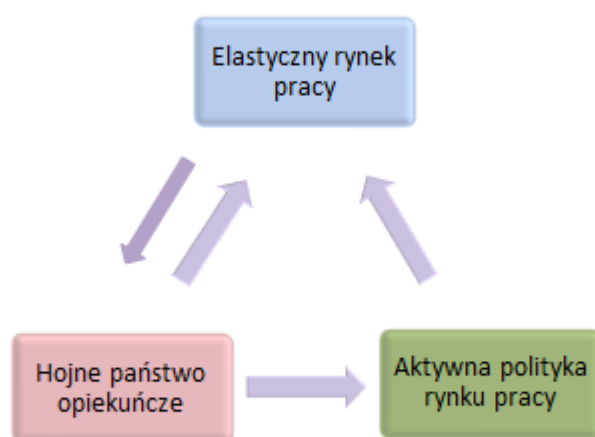 Elastyczny rynek
pracy
Hojne państwo
opiekuńcze
Aktywna polityka
rynku pracy